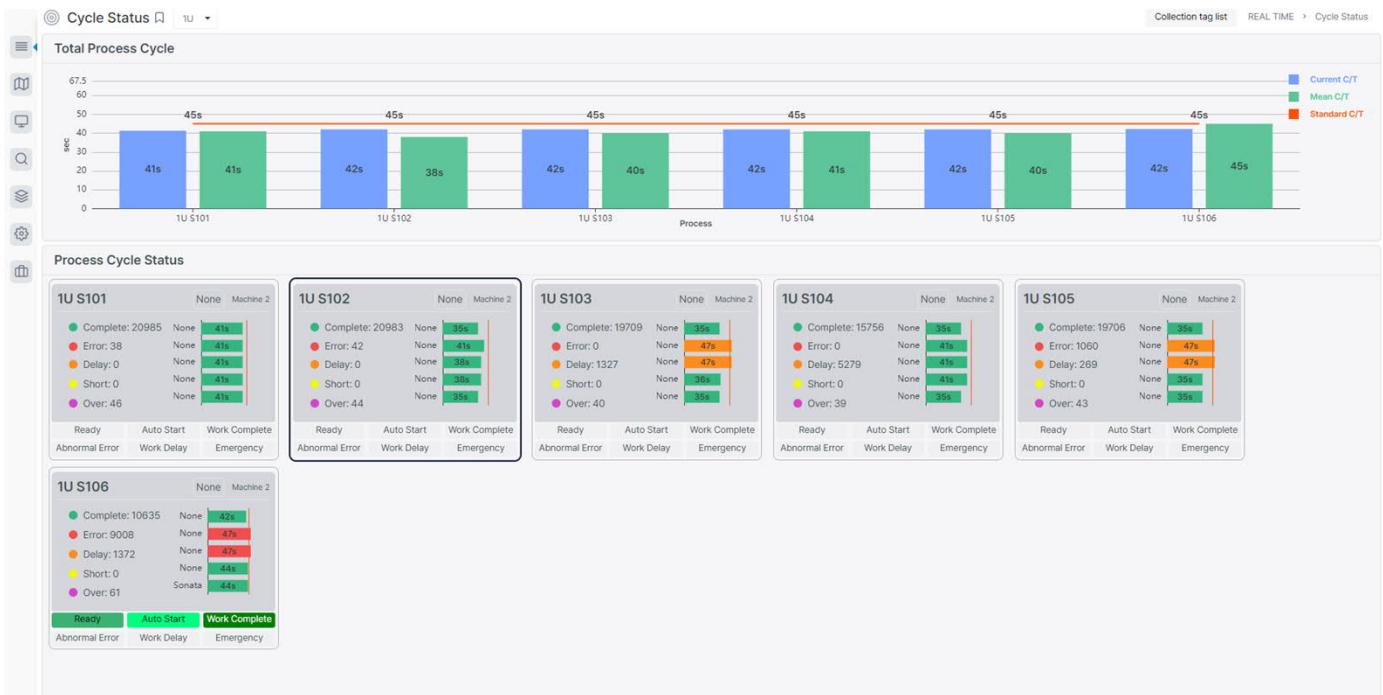 Cycle Status 1U Collection tag list REAL TIME > Cycle Status
Total Process Cycle
67.5
60
50
40
30
20
10
0
sec
45s 45s 45s 45s 45s 45s
41s 41s 42s 38s 42s 40s 42s 41s 42s 40s 42s 45s
1U S101 1U S102 1U S103 1U S104 1U S105 1U S106
Process
Current C/T
Mean C/T
Standard C/T
Process Cycle Status
1U S101 None Machine 2
Complete: 20985 None 41s
Error: 38 None 41s
Delay: 0 None 41s
Short: 0 None 41s
Over: 46 None 41s
Ready Auto Start Work Complete
Abnormal Error Work Delay Emergency
1U S102 None Machine 2
Complete: 20983 None 35s
Error: 42 None 41s
Delay: 0 None 38s
Short: 0 None 38s
Over: 44 None 35s
Ready Auto Start Work Complete
Abnormal Error Work Delay Emergency
1U S103 None Machine 2
Complete: 19709 None 35s
Error: 0 None 47s
Delay: 1327 None 47s
Short: 0 None 36s
Over: 40 None 35s
Ready Auto Start Work Complete
Abnormal Error Work Delay Emergency
1U S104 None Machine 2
Complete: 15756 None 35s
Error: 0 None 41s
Delay: 5279 None 41s
Short: 0 None 41s
Over: 39 None 35s
Ready Auto Start Work Complete
Abnormal Error Work Delay Emergency
1U S105 None Machine 2
Complete: 19706 None 35s
Error: 1060 None 47s
Delay: 269 None 47s
Short: 0 None 35s
Over: 43 None 35s
Ready Auto Start Work Complete
Abnormal Error Work Delay Emergency
1U S106 None Machine 2
Complete: 10635 None 42s
Error: 9008 None 47s
Delay: 1372 None 47s
Short: 0 None 44s
Over: 61 Sonata 44s
Ready Auto Start Work Complete
Abnormal Error Work Delay Emergency